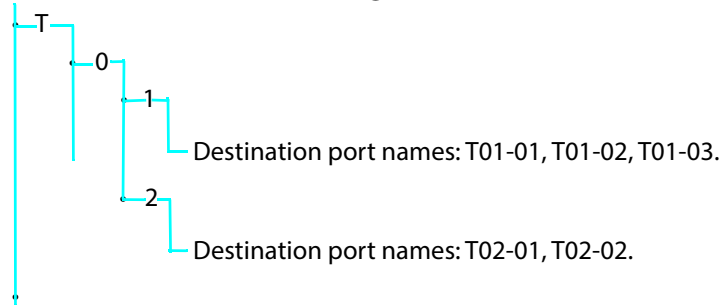 T
0
1
Destination port names: T01-01, T01-02, T01-03.
2
Destination port names: T02-01, T02-02.